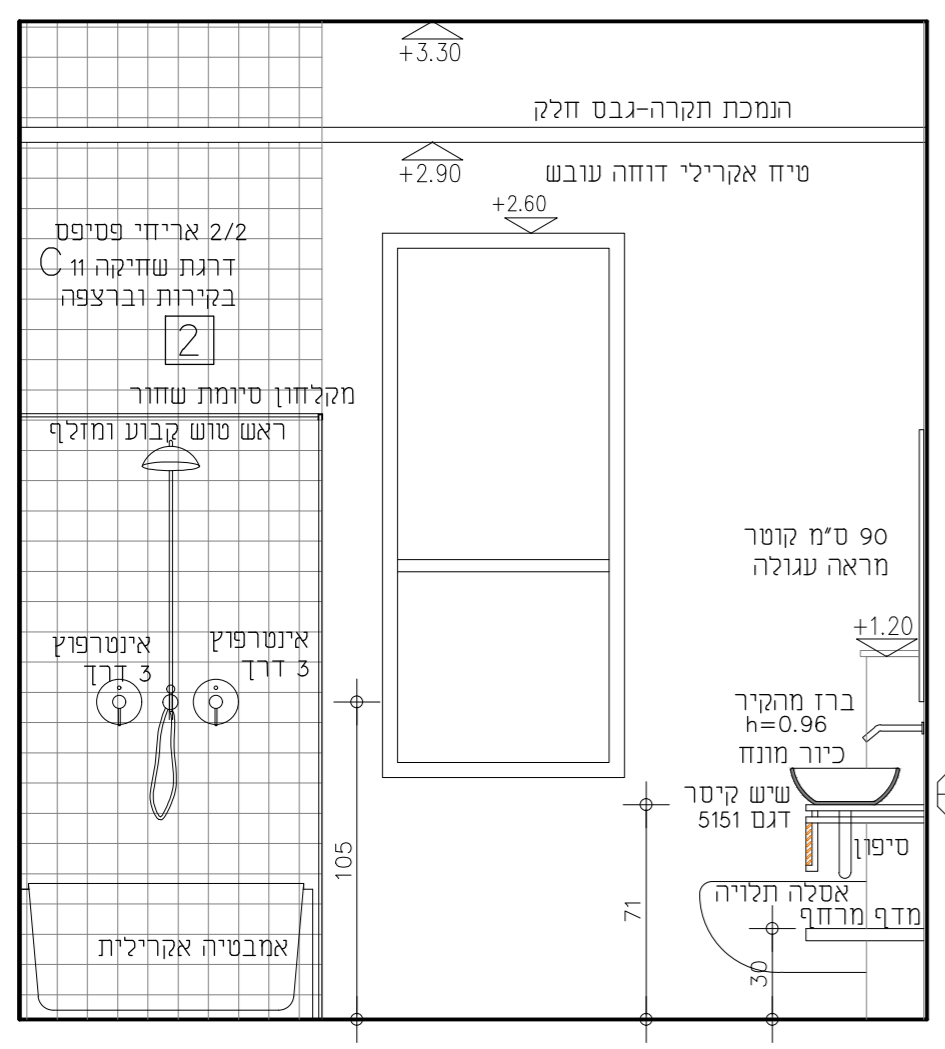 +3.30
הנמכת תקרה-גבס חלק
+2.90
טיח אקרילי דוחה עובש
+2.60
2/2 אריחי פסיפס
דרגת שחיקה 11 C
בקירות וברצפה
2
מקלחון סיומת שחור
ראש טוש קבוע ומזלף
90 ס"מ קוטר
מראה עגולה
+1.20
אינטרפוץ
3 דרך
אינטרפוץ
3 דרך
ברז מהקיר
h=0.96
כיור מונח
שיש קיסר
דגם 5151
סיפון
105
71
אסלה תלויה
מדף מרחף
30
אמבטיה אקרילית